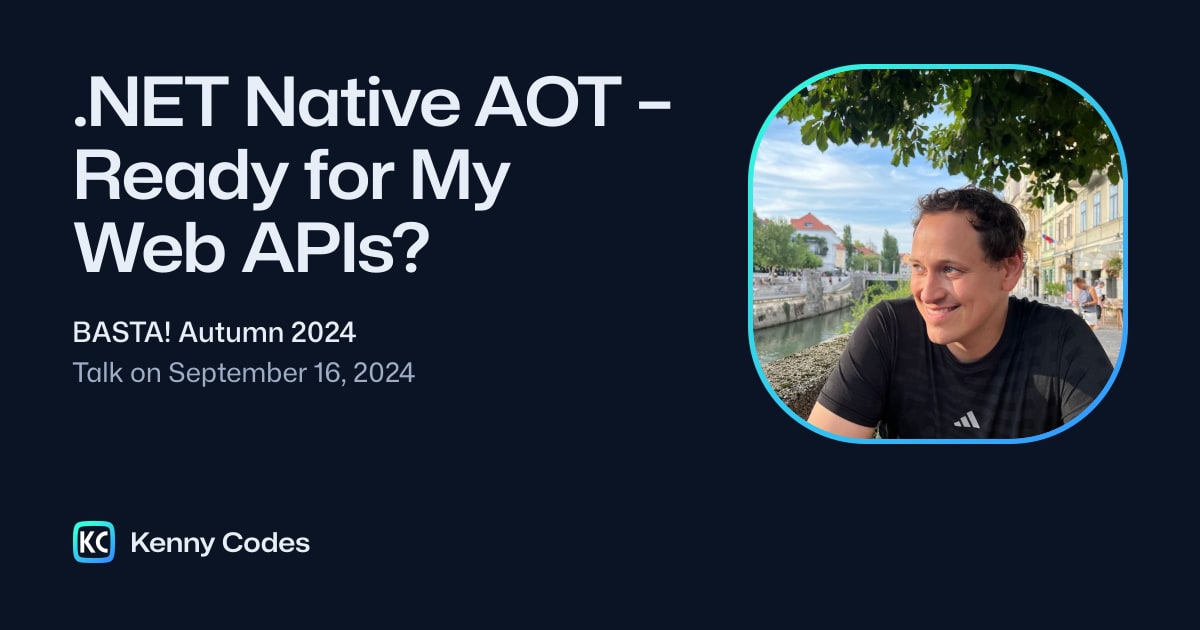 .NET Native AOT –
Ready for My
Web APIs?
BASTA! Autumn 2024
Talk on September 16, 2024
KC Kenny Codes